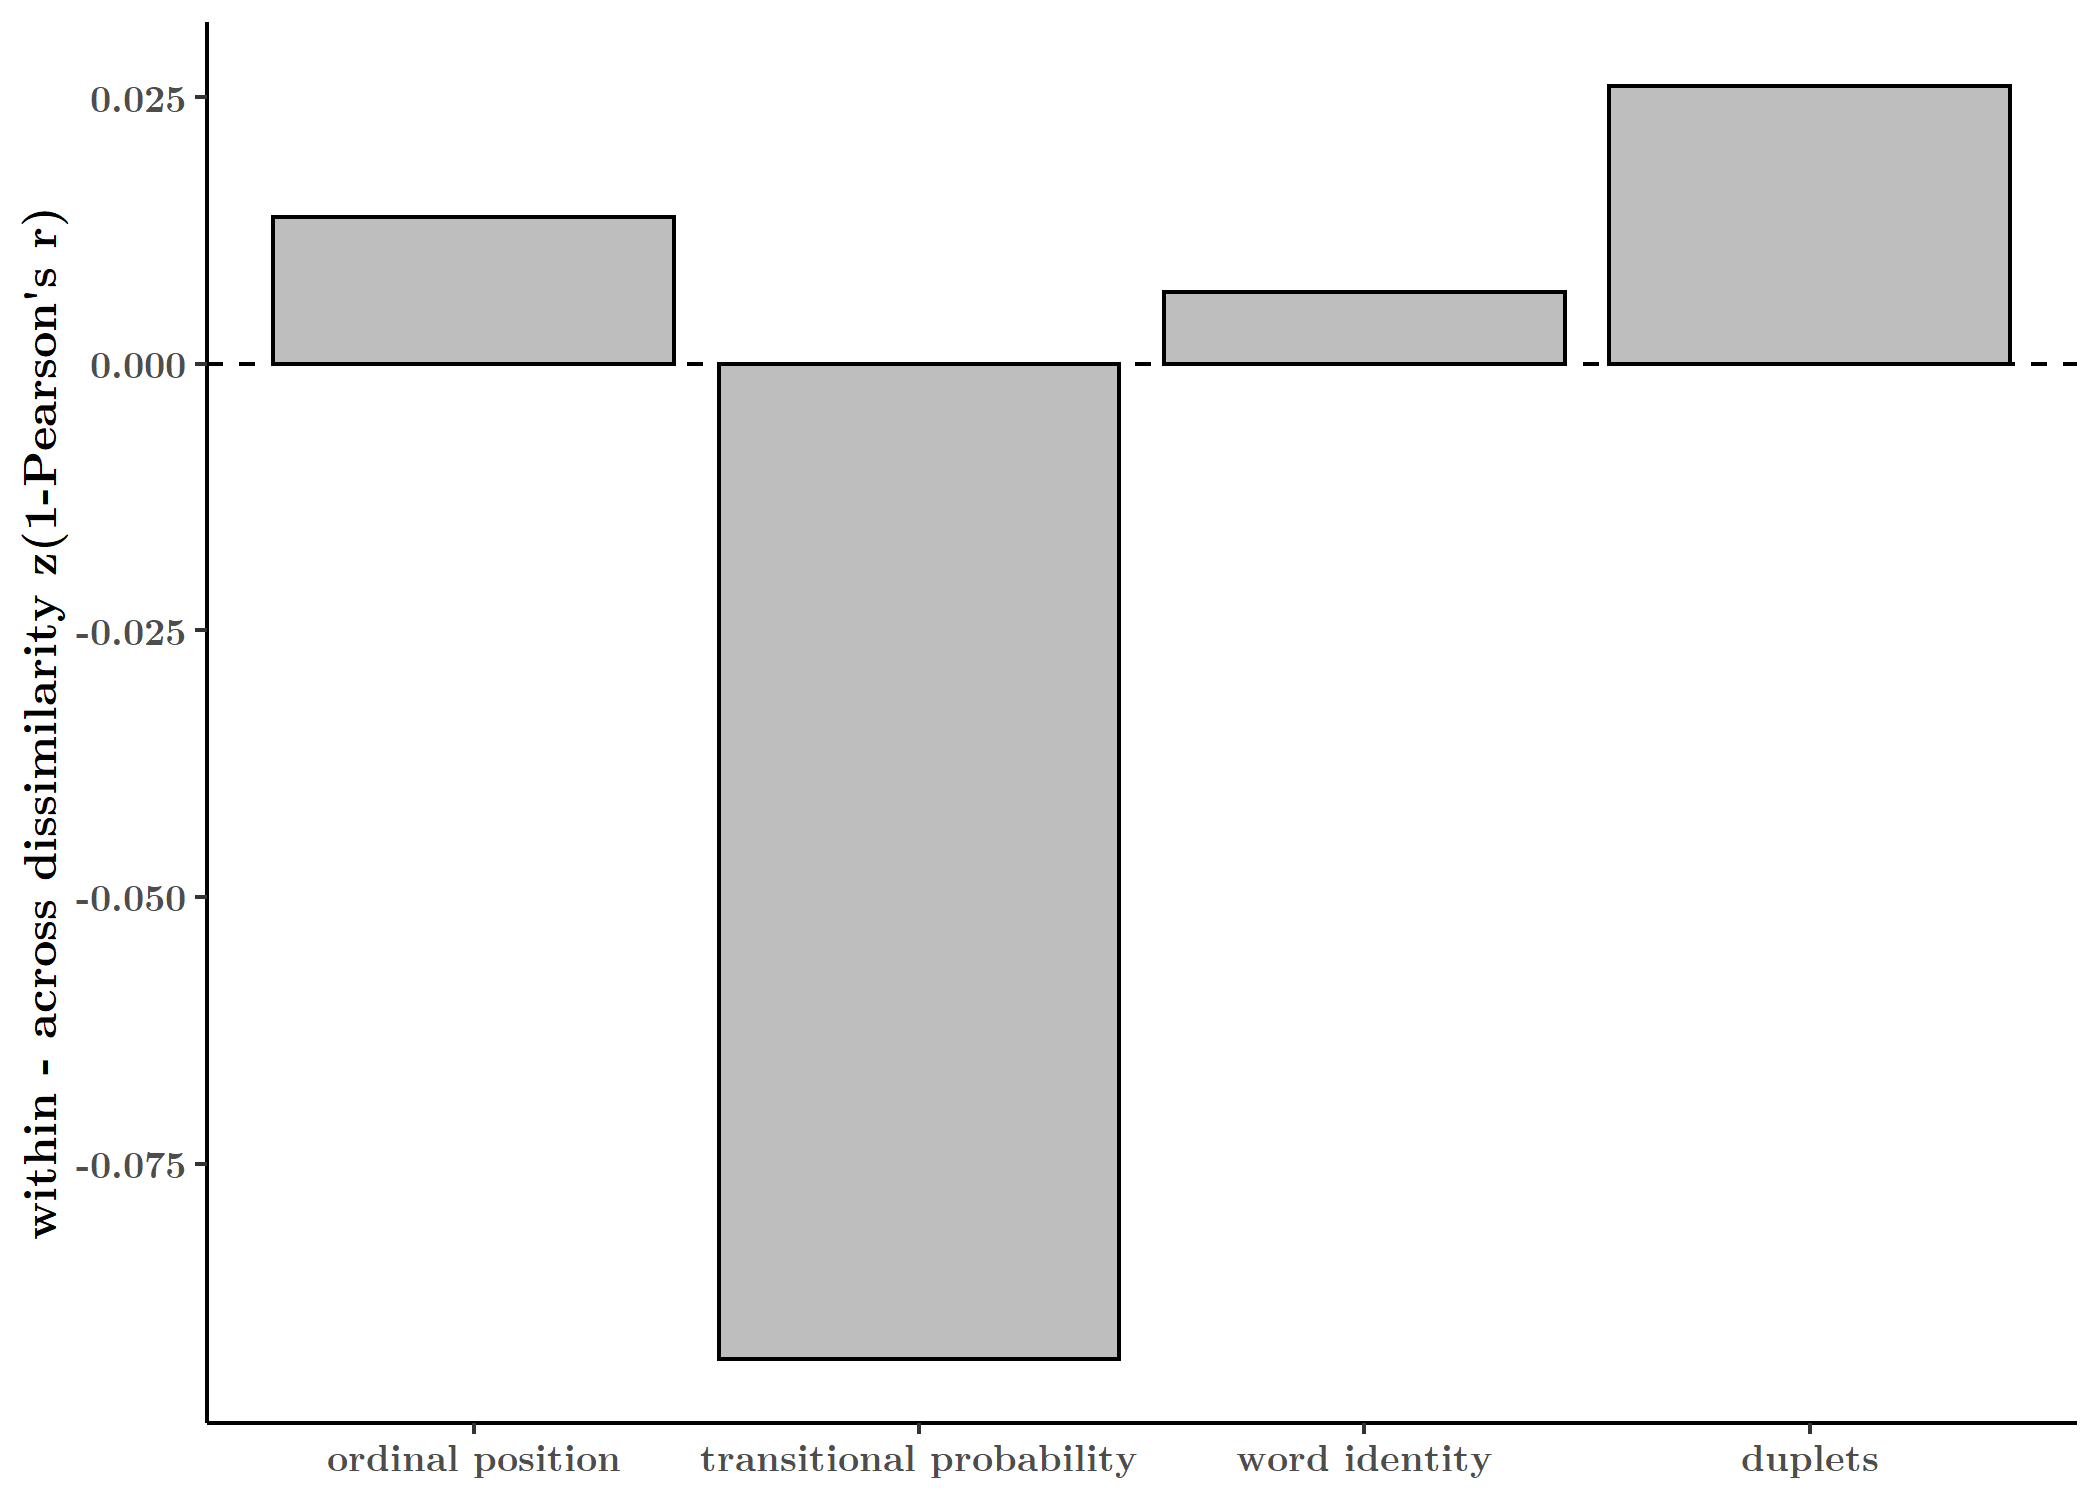 within - across dissimilarity z(1-Pearson's r)
0.025
0.000
-0.025
-0.050
-0.075
ordinal position
transitional probability
word identity
duplets